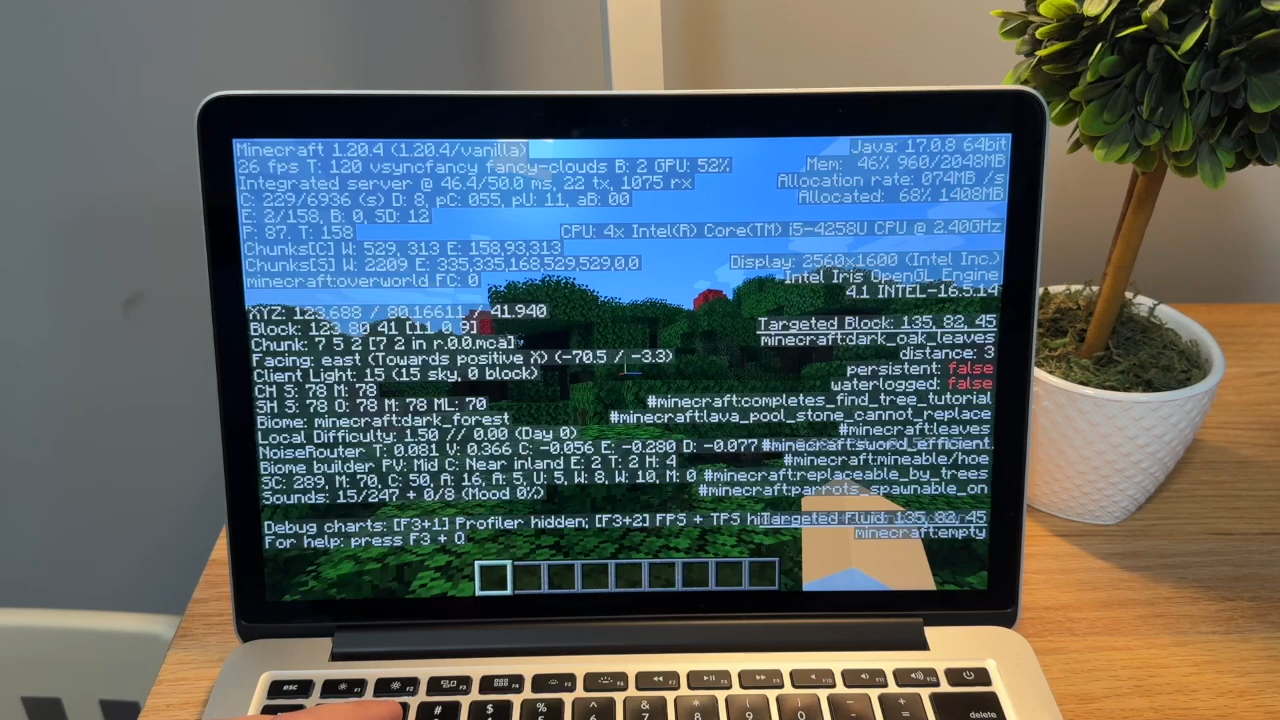 Minecraft 1.20.4 (1.20.4/vanilla)
26 fps T: 120 vsyncfancy fancy-clouds B: 2 GPU: 52%
Integrated server @ 46.4/50.0 ms, 22 tx, 1075 rx
C: 229/6936 (s) D: 8, pC: 055, pU: 11, aB: 00
E: 2/158, B: 0, SD: 12
P: 87. T: 158
Chunks[C] W: 529, 313 E: 158,93,313
Chunks[S] W: 2209 E: 335,335,168,529,529,0,0
minecraft:overworld FC: 0
XYZ: 123.688 / 80.16611 / 41.940
Block: 123 80 41 [11 0 9]
Chunk: 7 5 2 [7 2 in r.0.0.mca]
Facing: east (Towards positive X) (-70.5 / -3.3)
Client Light: 15 (15 sky, 0 block)
CH S: 78 M: 78
SH S: 78 O: 78 M: 78 ML: 70
Biome: minecraft:dark_forest
Local Difficulty: 1.50 // 0.00 (Day 0)
NoiseRouter T: 0.081 V: 0.366 C: -0.056 E: -0.280 D: -0.077
Biome builder PV: Mid C: Near inland E: 2 T: 2 H: 4
SC: 289, M: 70, C: 50, A: 16, A: 5, U: 5, W: 8, W: 10, M: 0
Sounds: 15/247 + 0/8 (Mood 0%)
Debug charts: [F3+1] Profiler hidden; [F3+2] FPS + TPS hi
For help: press F3 + Q
Java: 17.0.8 64bit
Mem: 46% 960/2048MB
Allocation rate: 074MB /s
Allocated: 68% 1408MB
CPU: 4x Intel(R) Core(TM) i5-4258U CPU @ 2.40GHz
Display: 2560x1600 (Intel Inc.)
Intel Iris OpenGL Engine
4.1 INTEL-16.5.14
Targeted Block: 135, 82, 45
minecraft:dark_oak_leaves
distance: 3
persistent: false
waterlogged: false
#minecraft:completes_find_tree_tutorial
#minecraft:lava_pool_stone_cannot_replace
#minecraft:leaves
#minecraft:sword_efficient
#minecraft:mineable/hoe
#minecraft:replaceable_by_trees
#minecraft:parrots_spawnable_on
Targeted Fluid: 135, 82, 45
minecraft:empty
esc F1 F2 F3 F4 F5 F6 F7 F8 F9 F10 F11 F12
# $ % ^ & * ( ) - + = delete